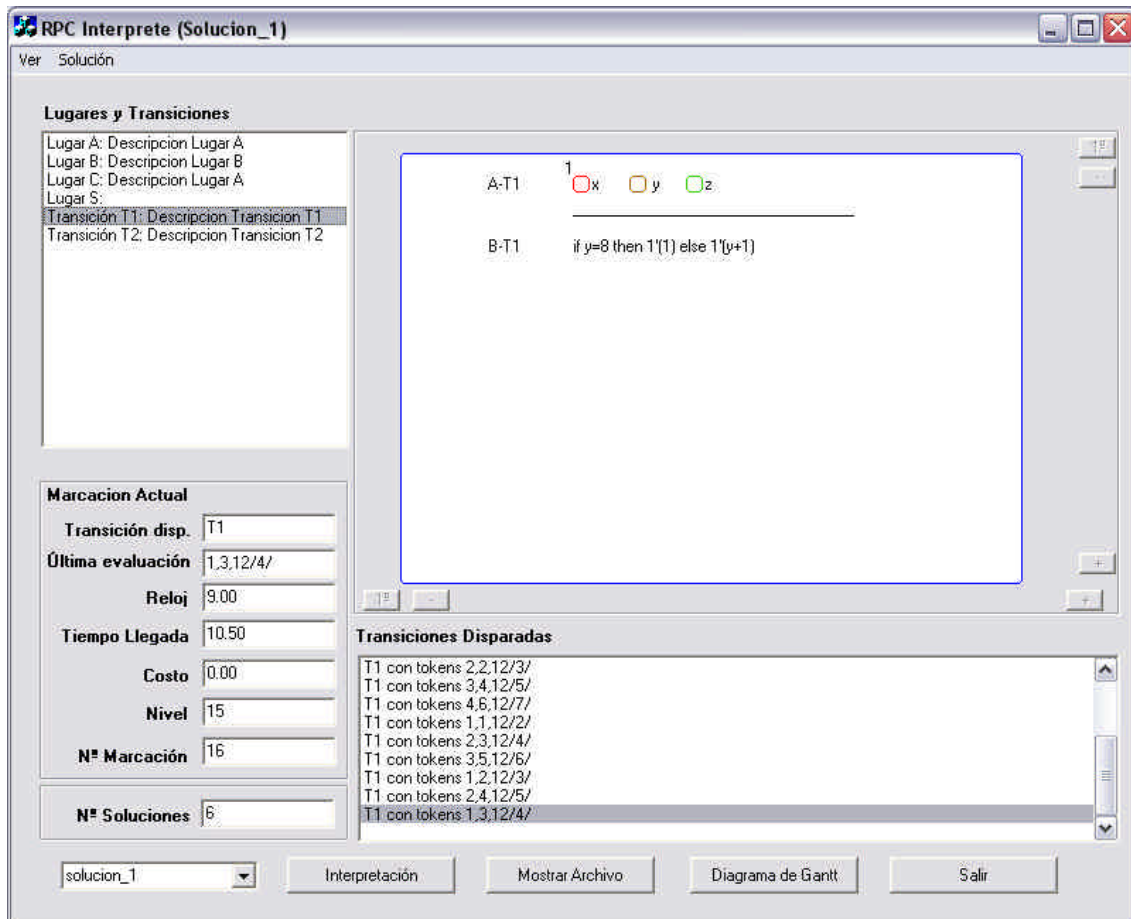 RPC Interprete (Solucion_1)
Ver Solución
Lugares y Transiciones
Lugar A: Descripcion Lugar A
Lugar B: Descripcion Lugar B
Lugar C: Descripcion Lugar A
Lugar S:
Transición T1: Descripcion Transicion T1
Transición T2: Descripcion Transicion T2
1º
-
1
A-T1 x y z
B-T1 if y=8 then 1'(1) else 1'(y+1)
+
1º - +
Marcacion Actual
Transición disp. T1
Última evaluación 1,3,12/4/
Reloj 9.00
Tiempo Llegada 10.50
Costo 0.00
Nivel 15
Nº Marcación 16
Nº Soluciones 6
Transiciones Disparadas
T1 con tokens 2,2,12/3/
T1 con tokens 3,4,12/5/
T1 con tokens 4,6,12/7/
T1 con tokens 1,1,12/2/
T1 con tokens 2,3,12/4/
T1 con tokens 3,5,12/6/
T1 con tokens 1,2,12/3/
T1 con tokens 2,4,12/5/
T1 con tokens 1,3,12/4/
solucion_1 Interpretación Mostrar Archivo Diagrama de Gantt Salir